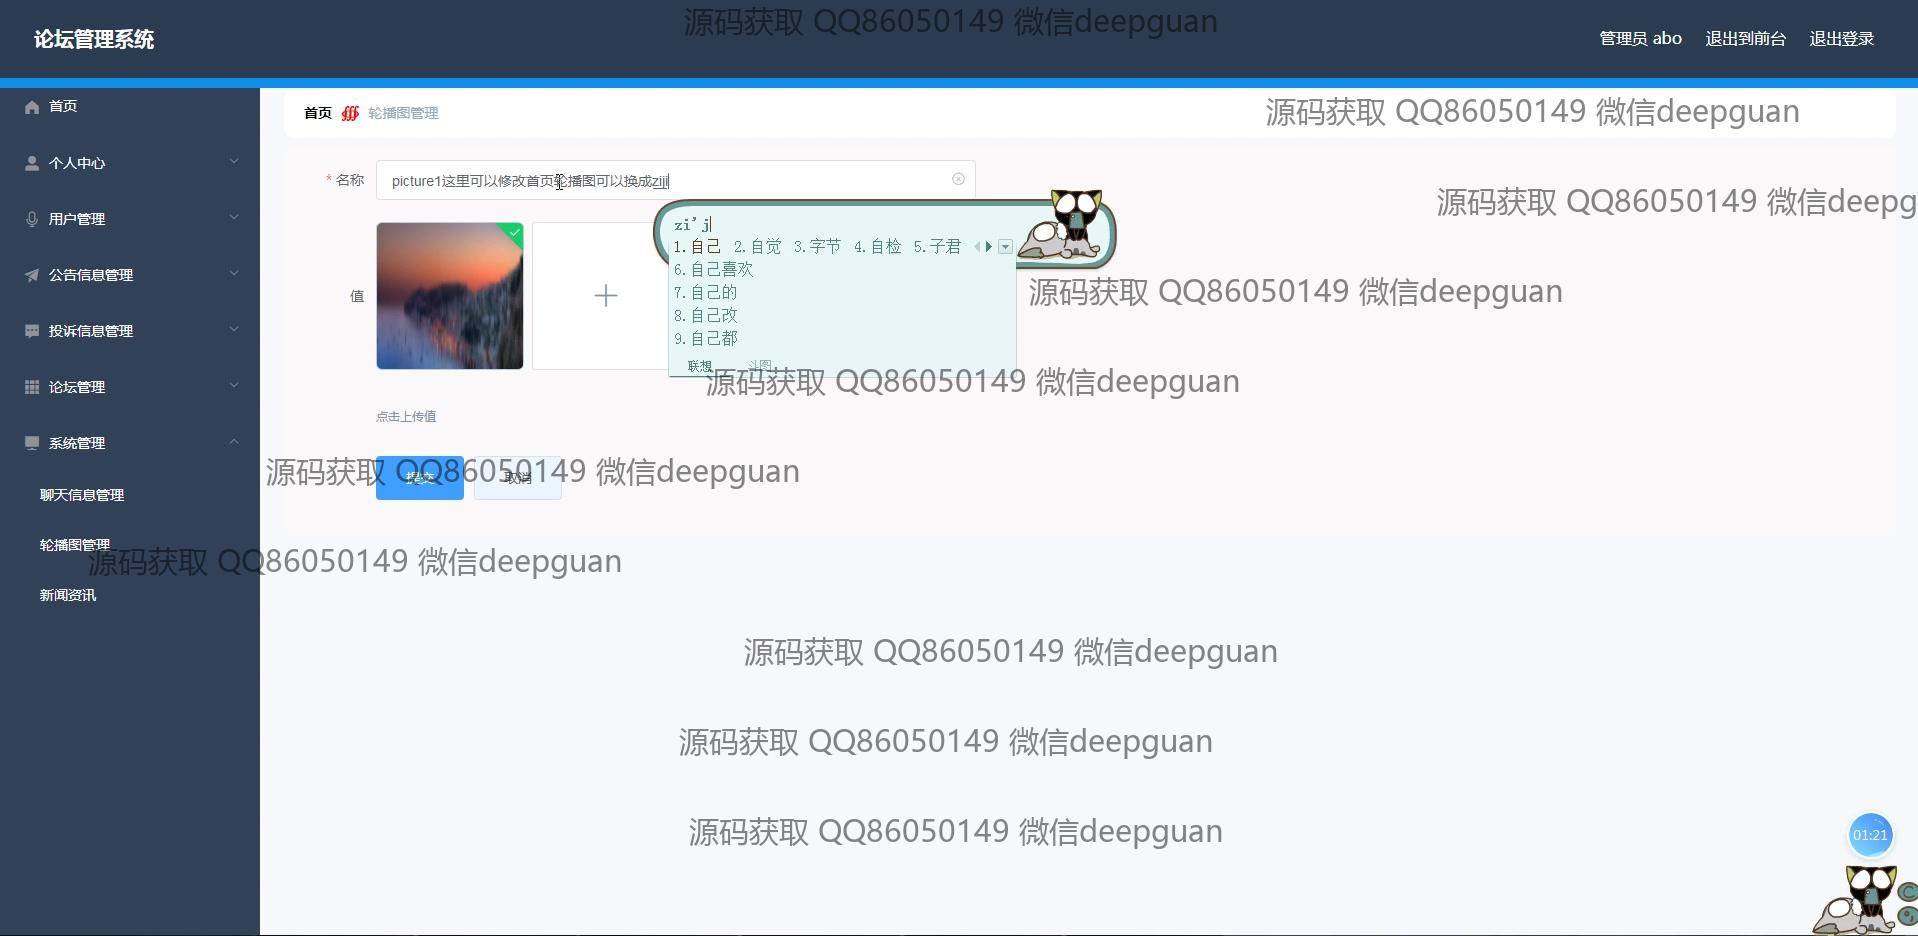 源码获取 QQ86050149 微信deepguan
论坛管理系统
管理员 abo 退出到前台 退出登录
首页
首页 轮播图管理
源码获取 QQ86050149 微信deepguan
个人中心
* 名称 picture1这里可以修改首页轮播图可以换成ziji
源码获取 QQ86050149 微信deepg
用户管理
zi'j
1.自己 2.自觉 3.字节 4.自检 5.子君
6.自己喜欢
7.自己的
8.自己改
9.自己都
联想 斗图
公告信息管理
值
源码获取 QQ86050149 微信deepguan
投诉信息管理
论坛管理
源码获取 QQ86050149 微信deepguan
点击上传值
系统管理
源码获取 QQ86050149 微信deepguan
提交 取消
聊天信息管理
轮播图管理
源码获取 QQ86050149 微信deepguan
新闻资讯
源码获取 QQ86050149 微信deepguan
源码获取 QQ86050149 微信deepguan
源码获取 QQ86050149 微信deepguan
01:21